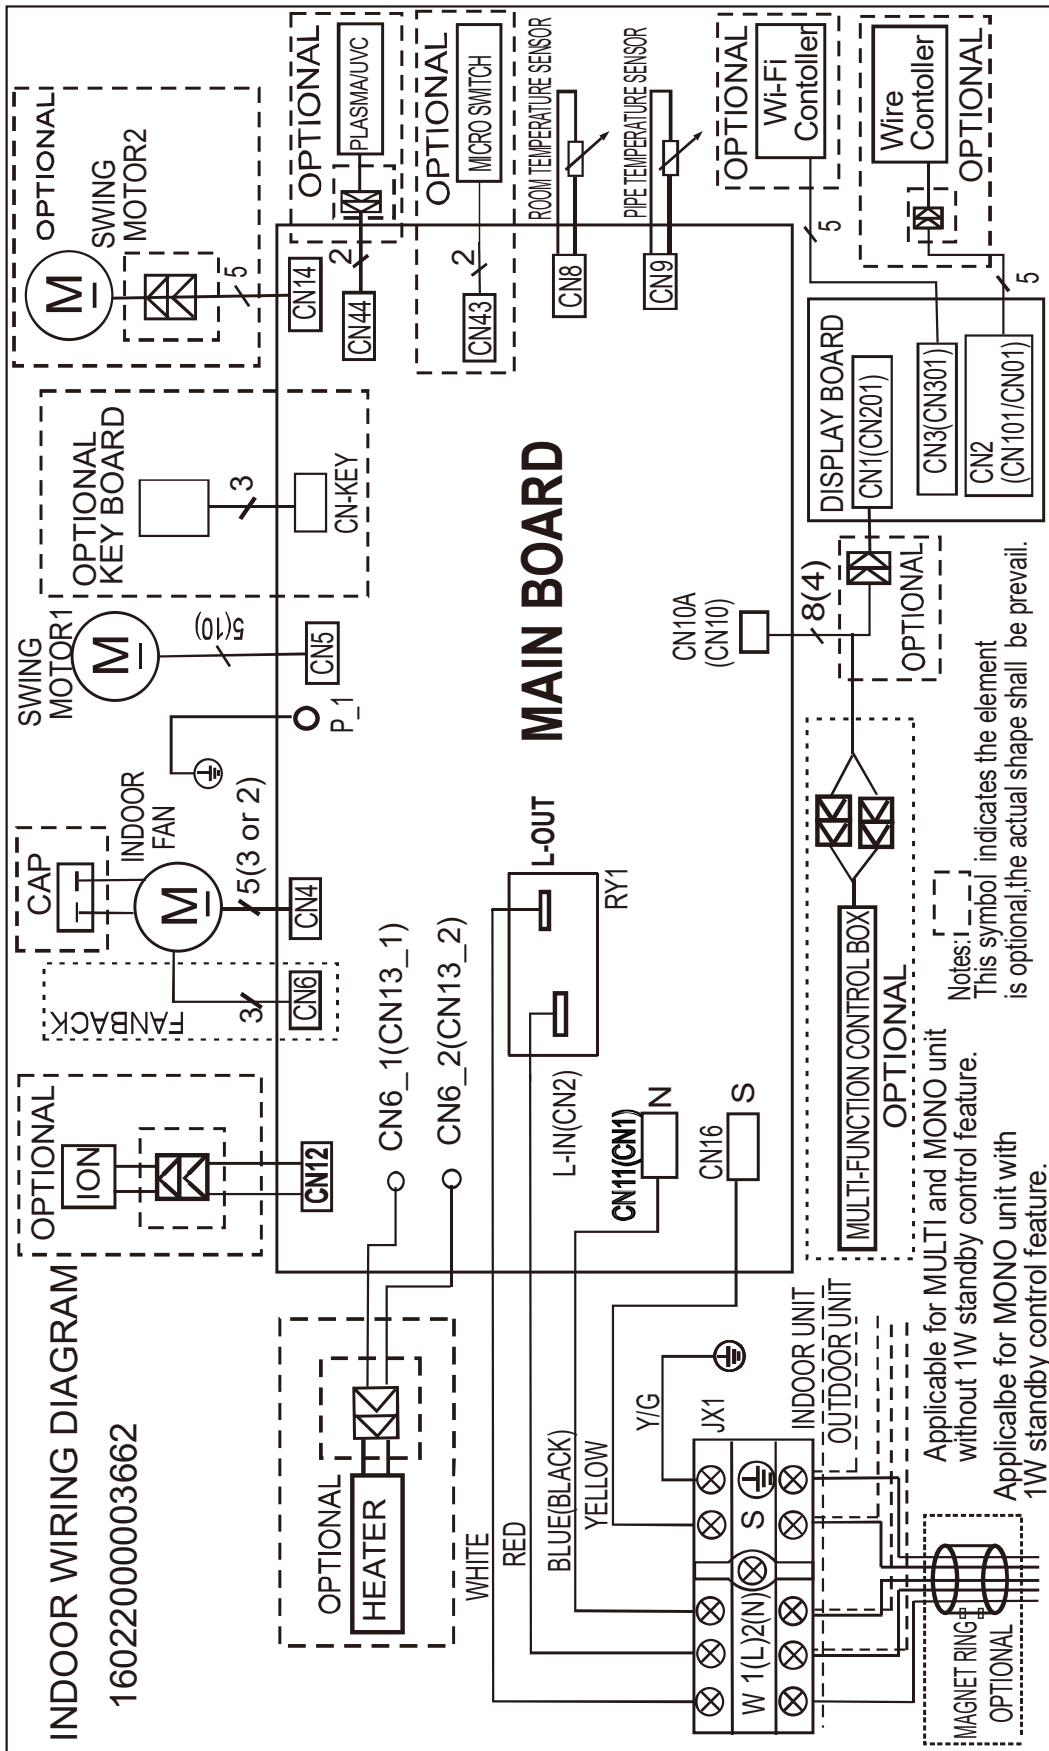 INDOOR WIRING DIAGRAM
16022000003662
OPTIONAL
ION
CN12
FANBACK
3
CN6
CAP
INDOOR
FAN
M
5(3 or 2)
CN4
P_1
SWING
MOTOR1
M
5(10)
CN5
OPTIONAL
KEY BOARD
3
CN-KEY
OPTIONAL
SWING
MOTOR2
M
5
CN14
OPTIONAL
PLASMA/UVC
2
CN44
OPTIONAL
MICRO SWITCH
2
CN43
ROOM TEMPERATURE SENSOR
CN8
PIPE TEMPERATURE SENSOR
CN9
OPTIONAL
Wi-Fi
Contoller
5
Wire
Controller
OPTIONAL
5
OPTIONAL
HEATER
CN6_1(CN13_1)
CN6_2(CN13_2)
WHITE
RED
BLUE(BLACK)
YELLOW
Y/G
L-OUT
RY1
L-IN(CN2)
CN11(CN1)
N
CN16
S
MAIN BOARD
CN10A
(CN10)
8(4)
OPTIONAL
DISPLAY BOARD
CN1(CN201)
CN3(CN301)
CN2
(CN101/CN01)
MULTI-FUNCTION CONTROL BOX
OPTIONAL
JX1
W 1(L) 2(N) S
INDOOR UNIT
OUTDOOR UNIT
MAGNET RING
OPTIONAL
Applicable for MULTI and MONO unit
without 1W standby control feature.
Applicalbe for MONO unit with
1W standby control feature.
Notes:
This symbol indicates the element
is optional,the actual shape shall be prevail.